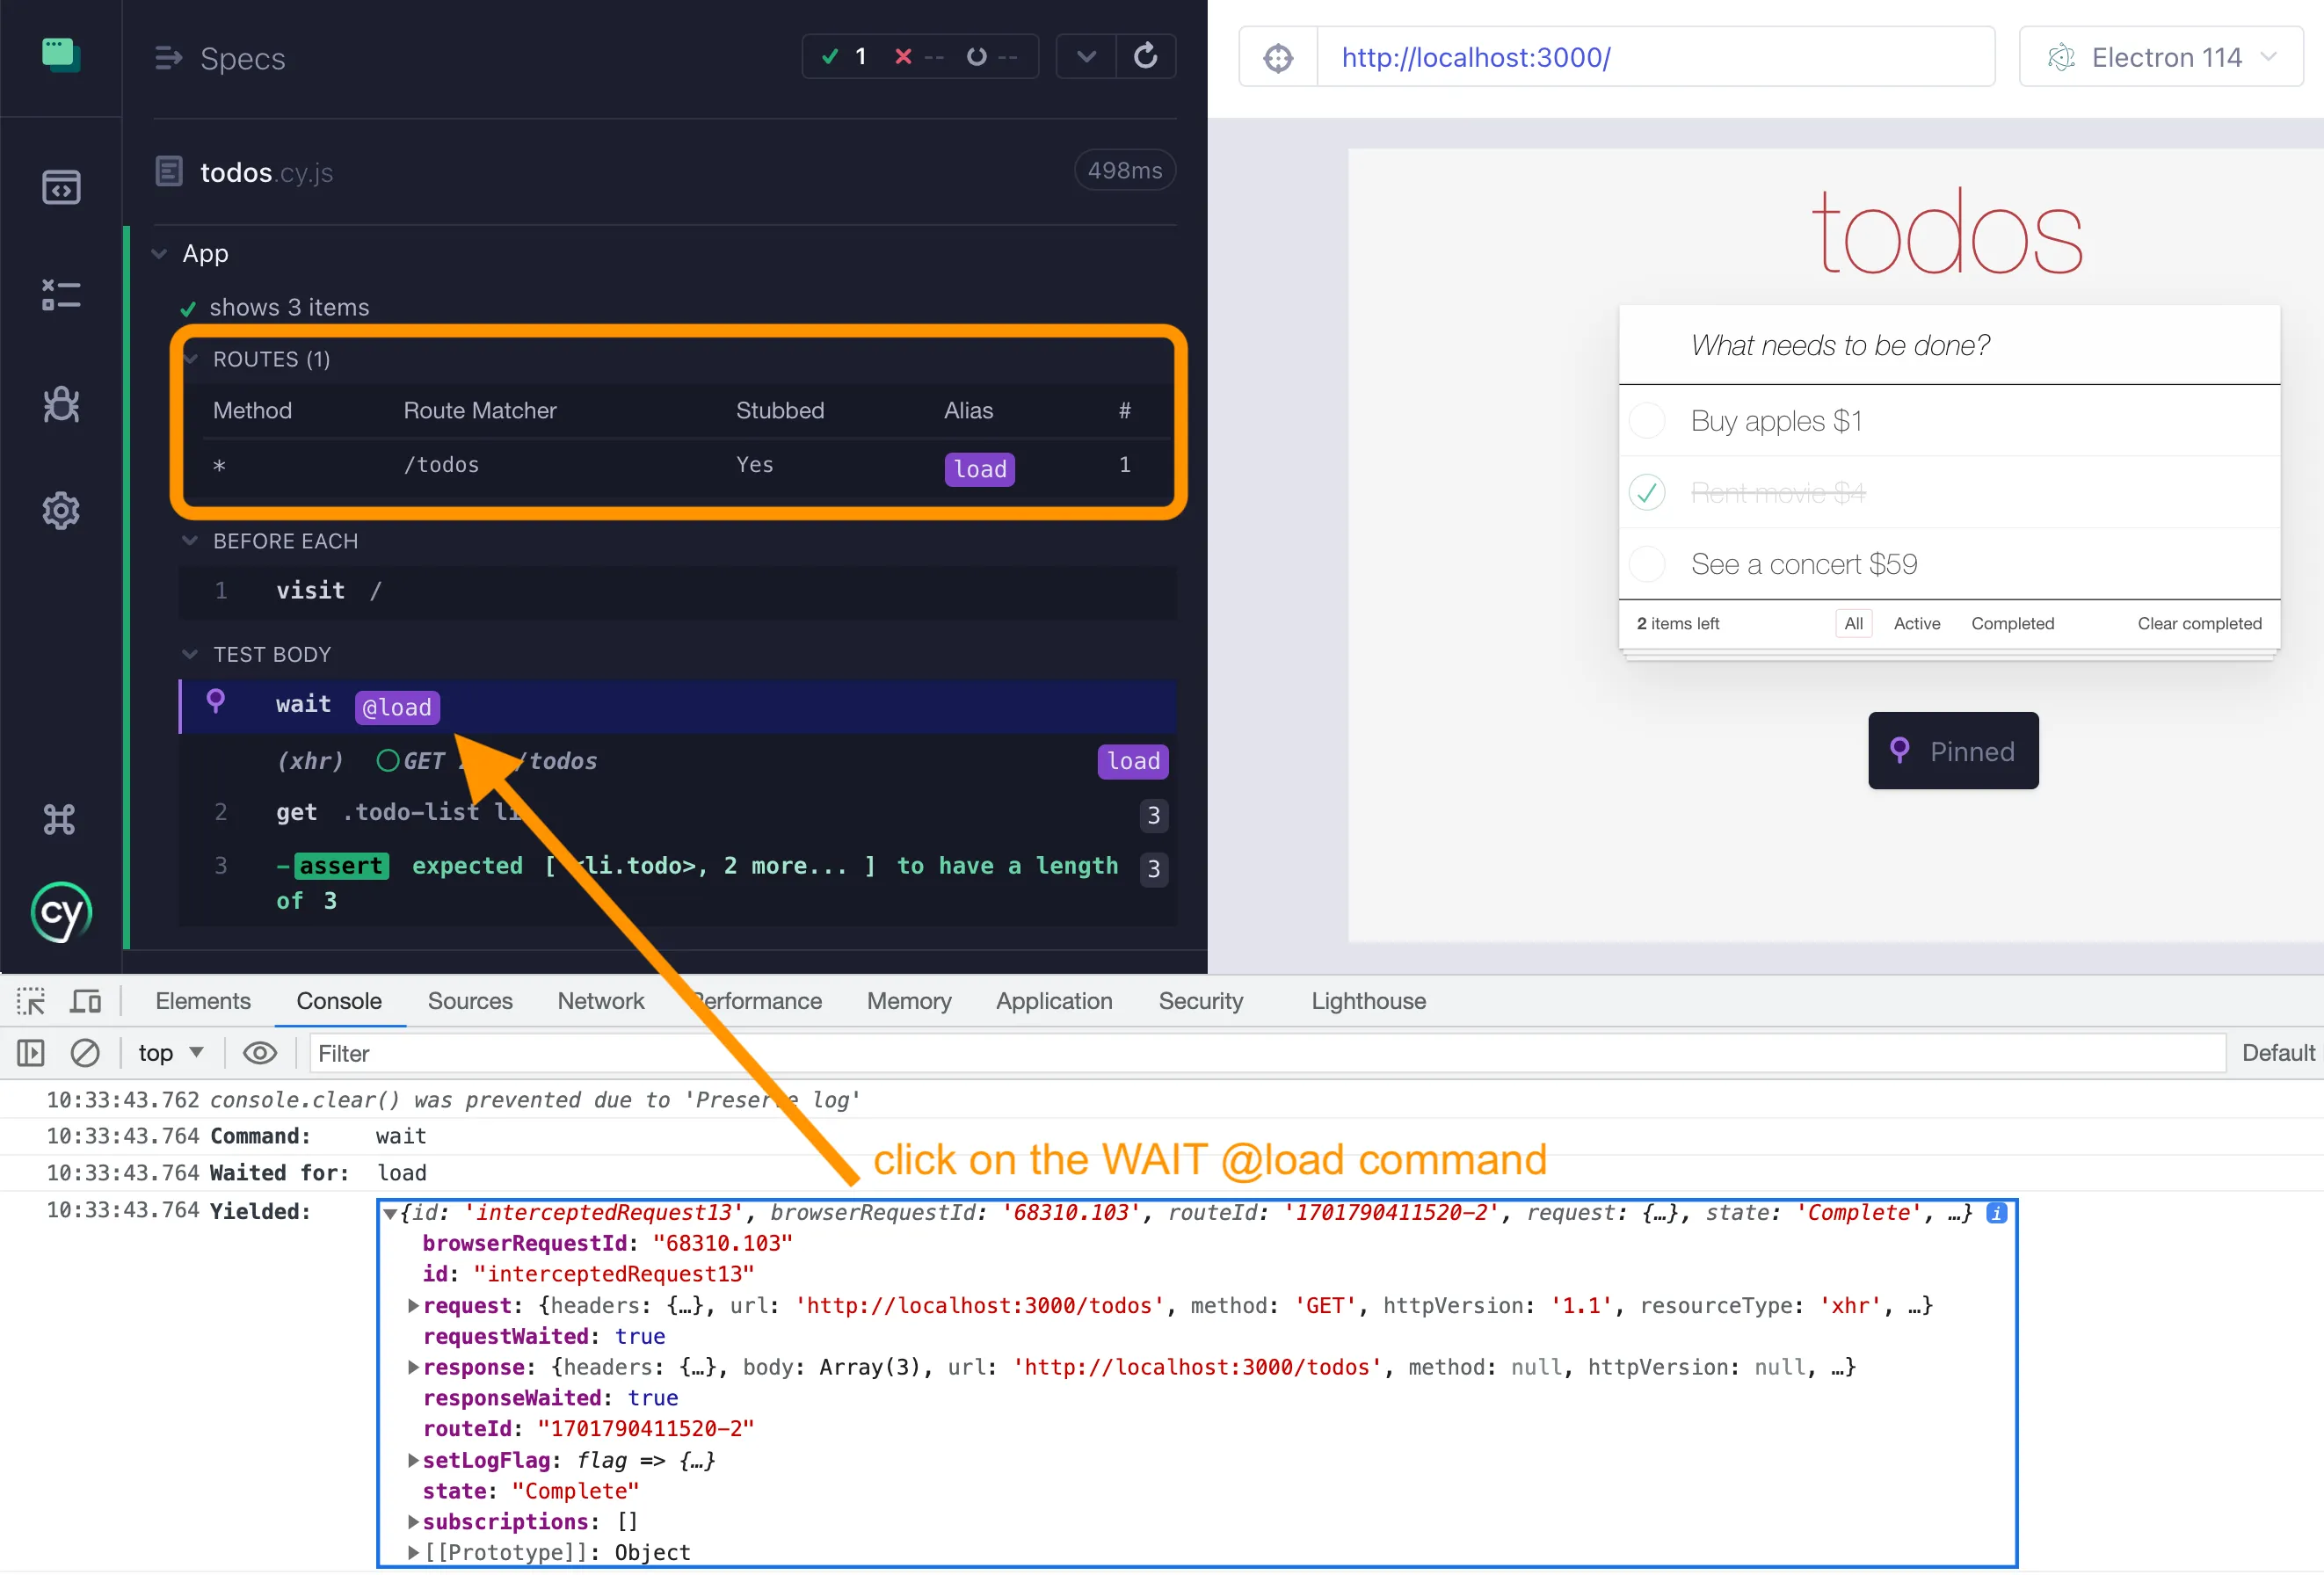 Specs
1 -- --
http://localhost:3000/
Electron 114
todos.cy.js
498ms
App
shows 3 items
ROUTES (1)
Method Route Matcher Stubbed Alias #
* /todos Yes load 1
BEFORE EACH
1 visit /
TEST BODY
wait @load
(xhr) GET /todos load
2 get .todo-list li 3
3 -assert expected [ <li.todo>, 2 more... ] to have a length 3
of 3
cy
todos
What needs to be done?
Buy apples $1
Rent movie $4
See a concert $59
2 items left All Active Completed Clear completed
Pinned
Elements Console Sources Network Performance Memory Application Security Lighthouse
top Filter Default
10:33:43.762 console.clear() was prevented due to 'Preserve log'
10:33:43.764 Command: wait
click on the WAIT @load command
10:33:43.764 Waited for: load
10:33:43.764 Yielded: {id: 'interceptedRequest13', browserRequestId: '68310.103', routeId: '1701790411520-2', request: {…}, state: 'Complete', …} i
browserRequestId: "68310.103"
id: "interceptedRequest13"
request: {headers: {…}, url: 'http://localhost:3000/todos', method: 'GET', httpVersion: '1.1', resourceType: 'xhr', …}
requestWaited: true
response: {headers: {…}, body: Array(3), url: 'http://localhost:3000/todos', method: null, httpVersion: null, …}
responseWaited: true
routeId: "1701790411520-2"
setLogFlag: flag => {…}
state: "Complete"
subscriptions: []
[[Prototype]]: Object